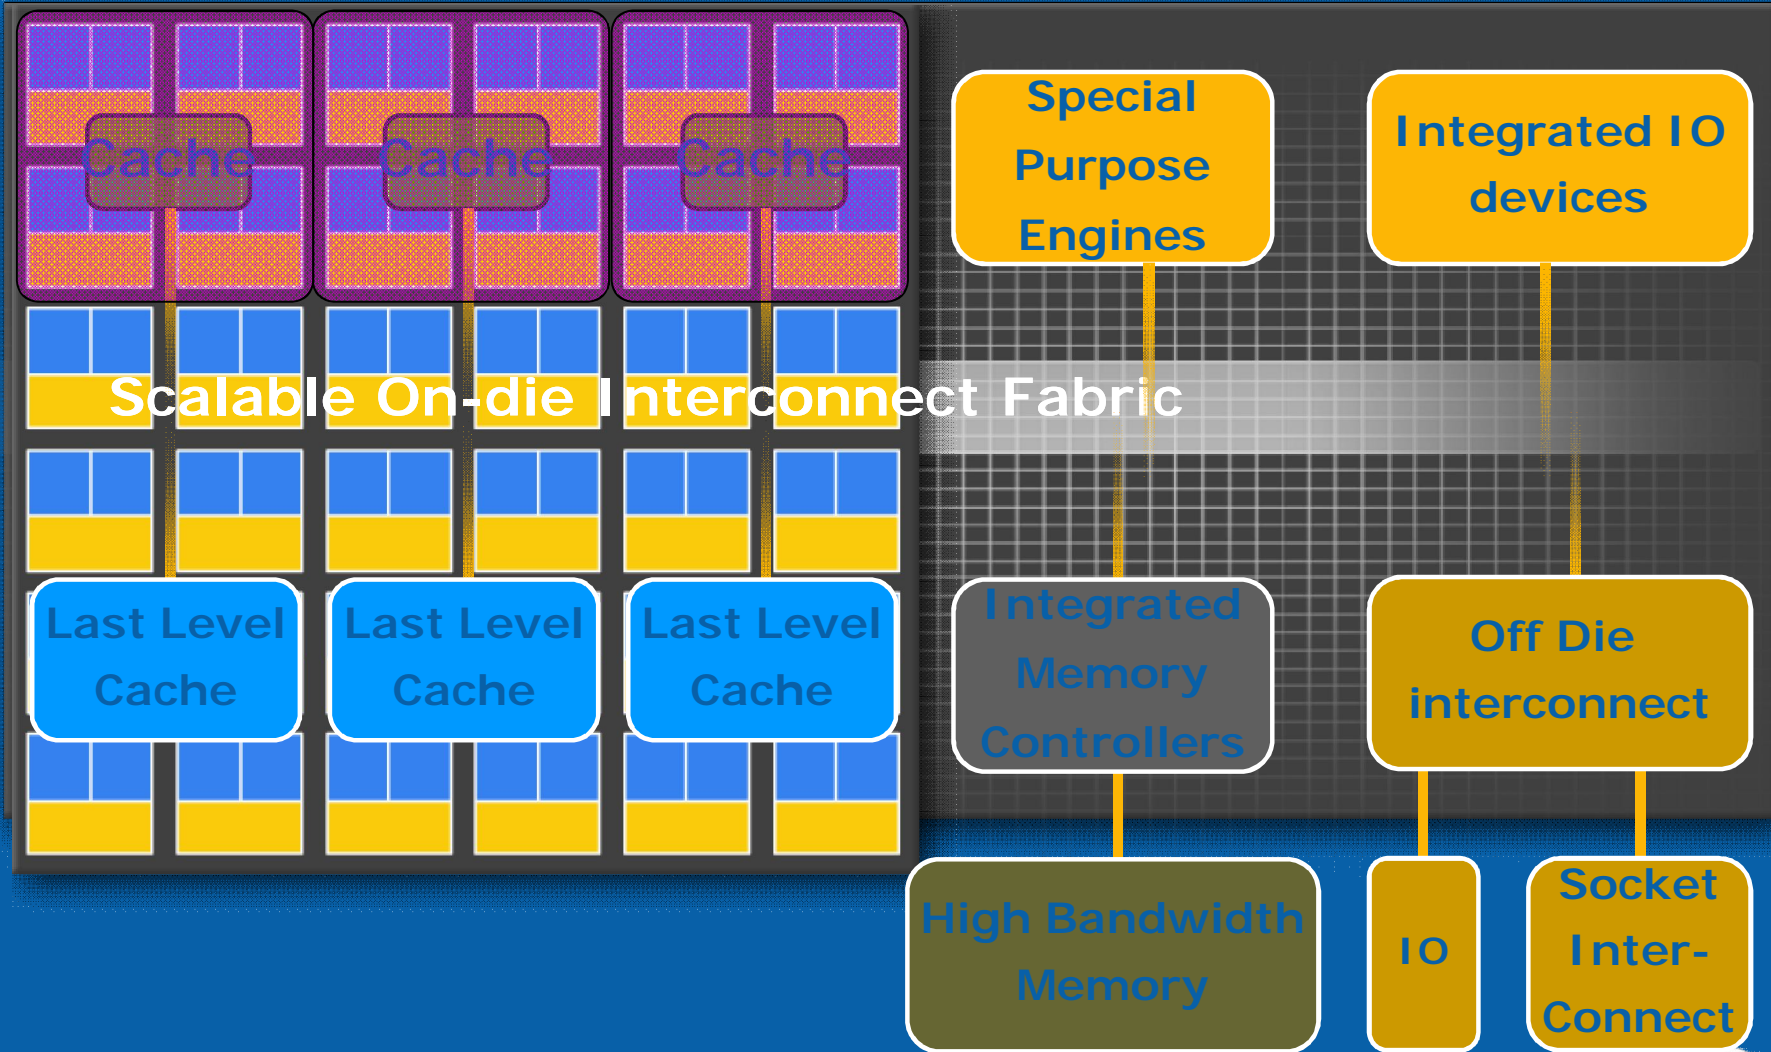 Cache
Cache
Cache
Special
Purpose
Engines
Integrated IO
devices
Scalable On-die Interconnect Fabric
Last Level
Cache
Last Level
Cache
Last Level
Cache
Integrated
Memory
Controllers
Off Die
interconnect
High Bandwidth
Memory
IO
Socket
Inter-
Connect